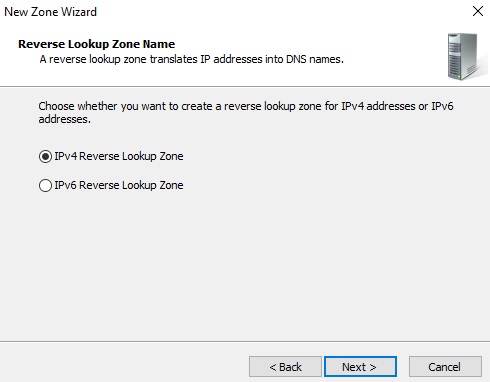 New Zone Wizard
Reverse Lookup Zone Name
A reverse lookup zone translates IP addresses into DNS names.
Choose whether you want to create a reverse lookup zone for IPv4 addresses or IPv6
addresses.
IPv4 Reverse Lookup Zone
IPv6 Reverse Lookup Zone
< Back
Next >
Cancel